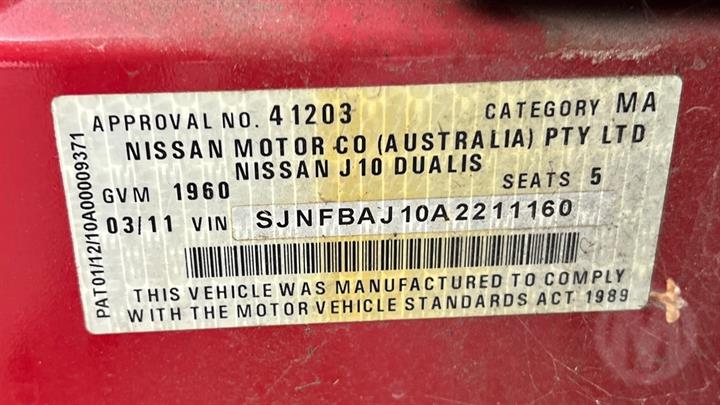 APPROVAL NO. 41203 CATEGORY MA
NISSAN MOTOR CO (AUSTRALIA) PTY LTD
NISSAN J10 DUALIS
GVM 1960 SEATS 5
03/11 VIN SJNFBAJ10A2211160
THIS VEHICLE WAS MANUFACTURED TO COMPLY
WITH THE MOTOR VEHICLE STANDARDS ACT 1989
PAT01/12/10A00009371